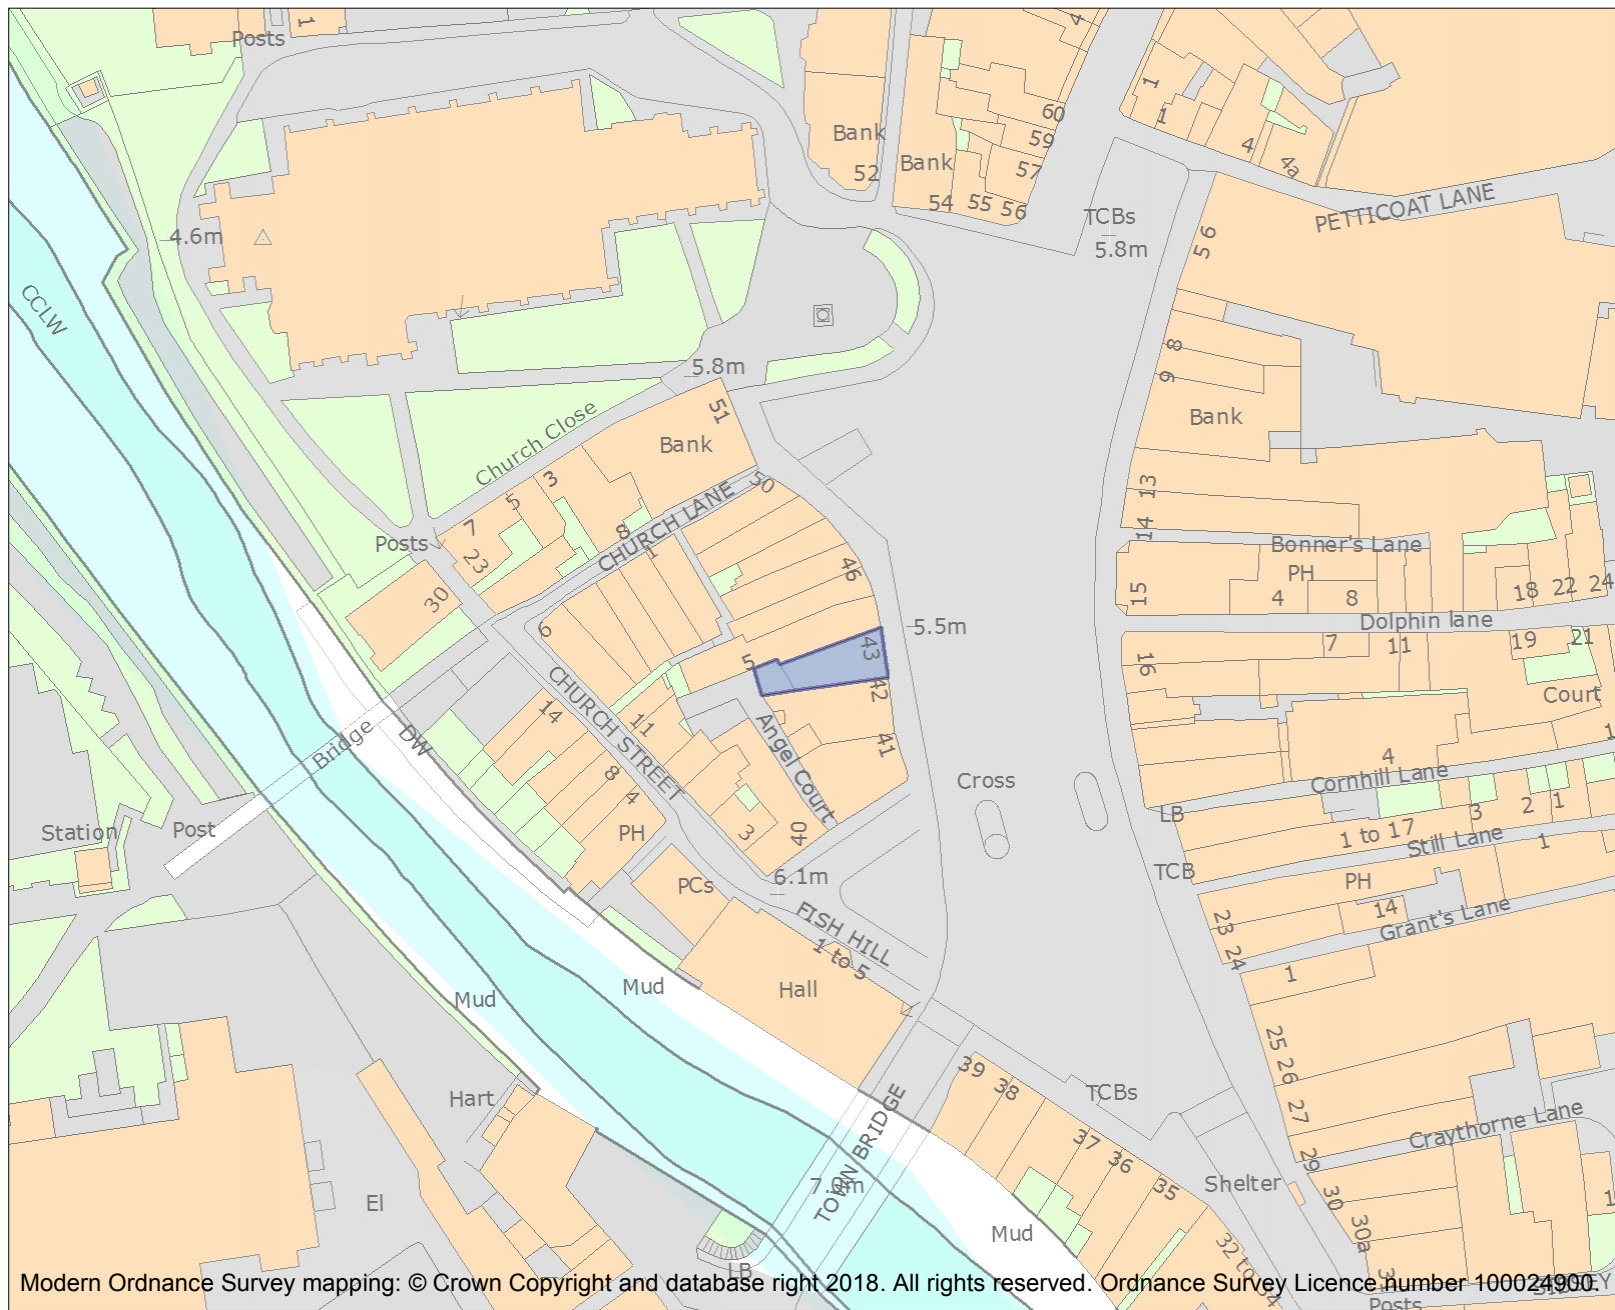 1
Posts
4
Bank
52
Bank
60
59
57
54
55
56
1
1
4
4a
PETTICOAT LANE
TCBs
5.8m
5 6
4.6m
CCLW
5.8m
51
Bank
Church Close
3
5
7
23
8
CHURCH LANE
1
50
8
9
Bank
13
14
Posts
30
6
46
Bonner's Lane
PH
4
8
18
22
24
15
Dolphin lane
5.5m
43
42
41
5
7
11
19
21
16
Court
CHURCH STREET
14
11
8
4
PH
3
Angel Court
40
Bridge
DW
Cross
4
1
Cornhill Lane
LB
1 to 17
3
2
1
Still Lane
1
Station
Post
PCs
6.1m
TCB
PH
14
Grant's Lane
23
24
FISH HILL
1 to 5
Hall
1
Mud
Mud
25
26
27
29
30
30a
39
38
TCBs
37
36
35
Craythorne Lane
Hart
TOWN BRIDGE
Shelter
El
Mud
LB
Posts
Modern Ordnance Survey mapping: © Crown Copyright and database right 2018. All rights reserved. Ordnance Survey Licence number 100024900.